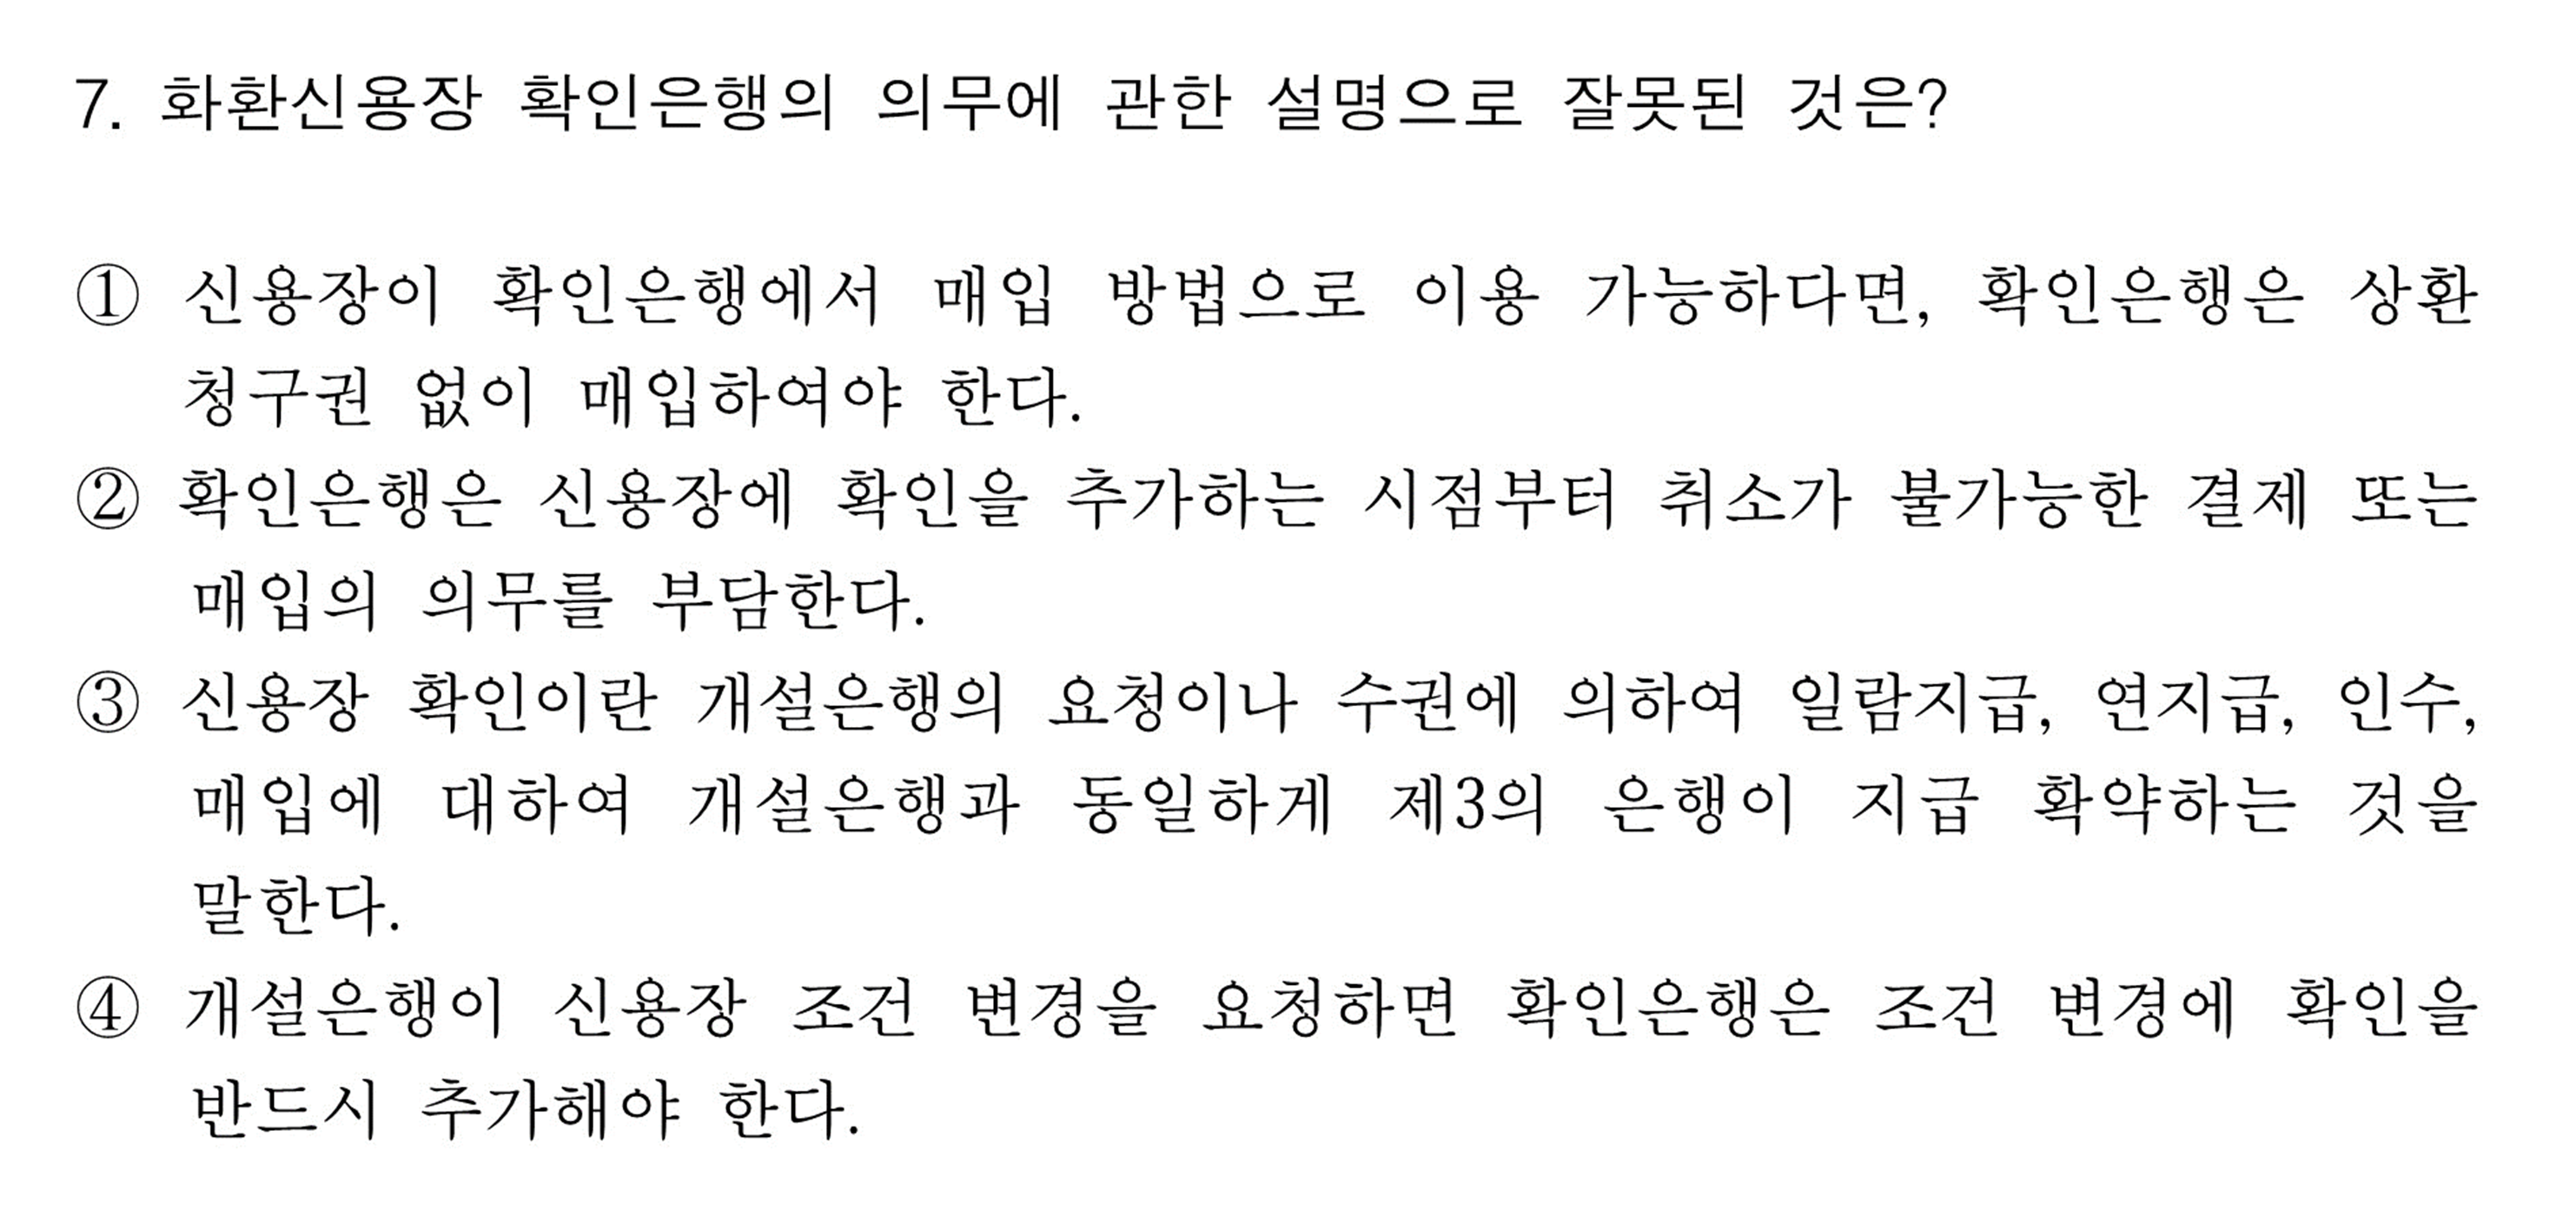 7. 화환신용장 확인은행의 의무에 관한 설명으로 잘못된 것은?
① 신용장이 확인은행에서 매입 방법으로 이용 가능하다면, 확인은행은 상환
청구권 없이 매입하여야 한다.
② 확인은행은 신용장에 확인을 추가하는 시점부터 취소가 불가능한 결제 또는
매입의 의무를 부담한다.
③ 신용장 확인이란 개설은행의 요청이나 수권에 의하여 일람지급, 연지급, 인수,
매입에 대하여 개설은행과 동일하게 제3의 은행이 지급 확약하는 것을
말한다.
④ 개설은행이 신용장 조건 변경을 요청하면 확인은행은 조건 변경에 확인을
반드시 추가해야 한다.